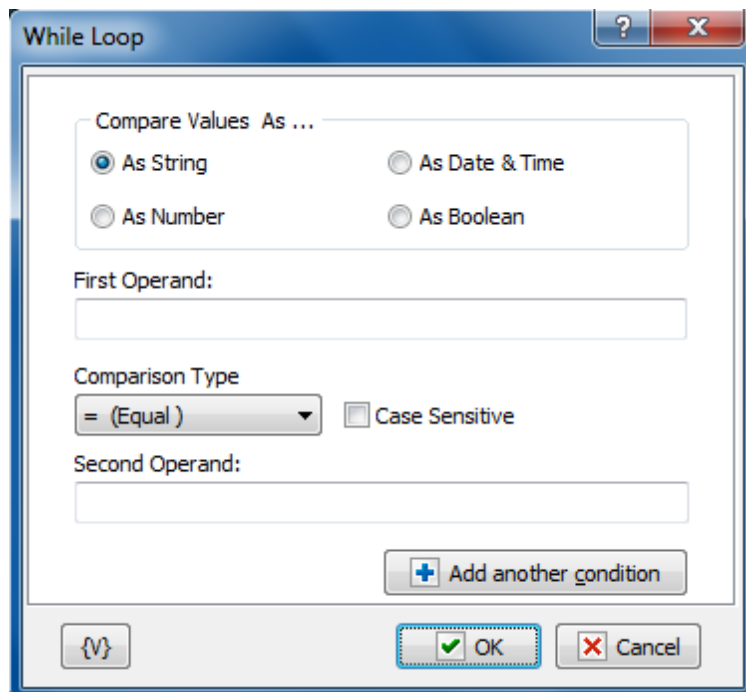 While Loop ? X
Compare Values As ...
As String As Date & Time
As Number As Boolean
First Operand:
Comparison Type
= (Equal ) Case Sensitive
Second Operand:
Add another condition
{V} OK Cancel